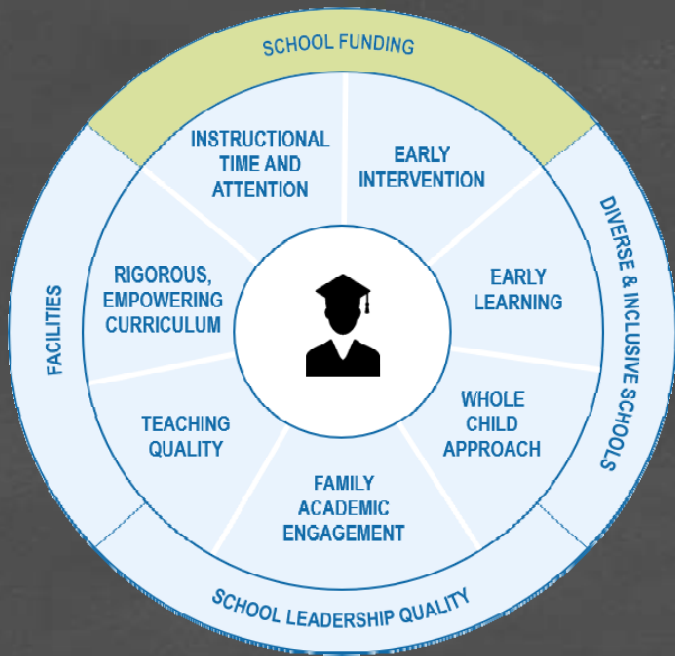 SCHOOL FUNDING
INSTRUCTIONAL
TIME AND
ATTENTION
EARLY
INTERVENTION
RIGOROUS,
EMPOWERING
CURRICULUM
EARLY
LEARNING
TEACHING
QUALITY
WHOLE
CHILD
APPROACH
FAMILY
ACADEMIC
ENGAGEMENT
FACILITIES
DIVERSE & INCLUSIVE SCHOOLS
SCHOOL LEADERSHIP QUALITY